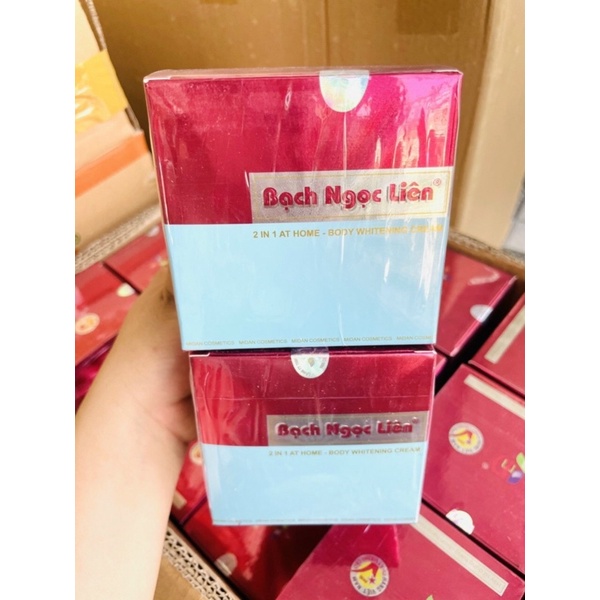 Bạch Ngọc Liên®
2 IN 1 AT HOME - BODY WHITENING CREAM
Bạch Ngọc Liên®
2 IN 1 AT HOME - BODY WHITENING CREAM